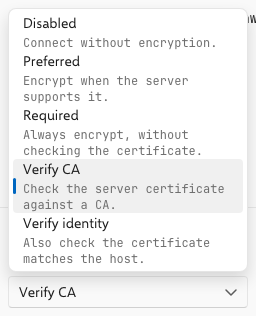 Disabled
Connect without encryption.
Preferred
Encrypt when the server
supports it.
Required
Always encrypt, without
checking the certificate.
Verify CA
Check the server certificate
against a CA.
Verify identity
Also check the certificate
matches the host.
Verify CA